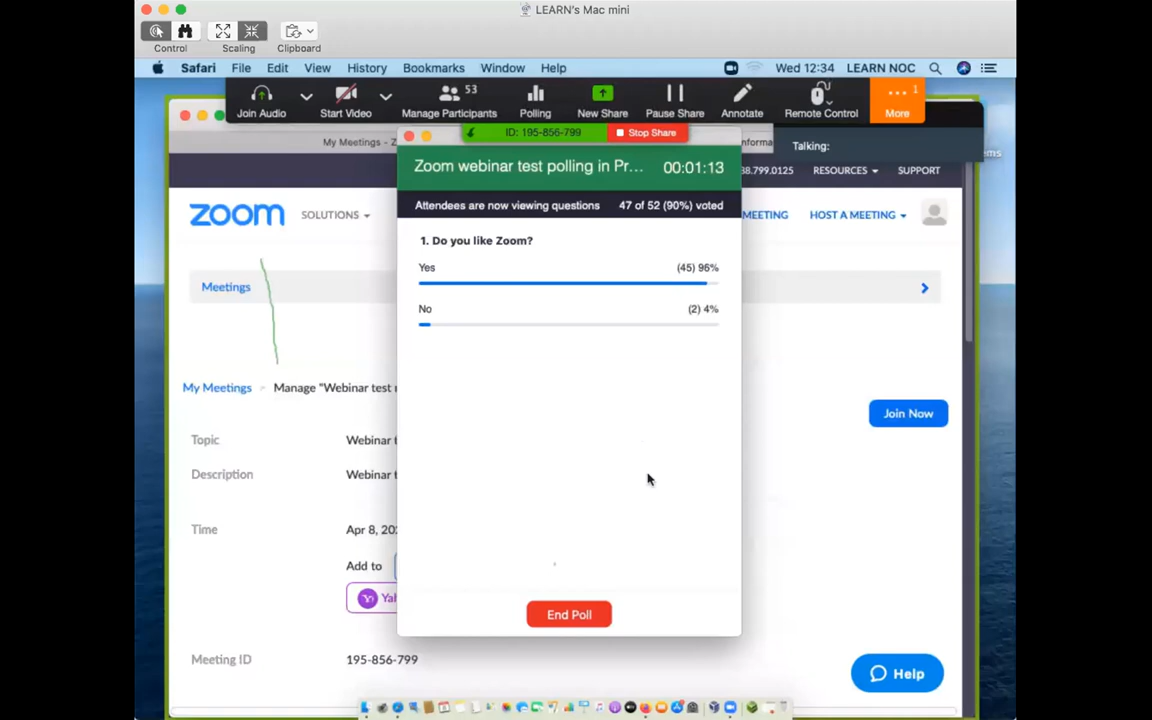 LEARN's Mac mini
Control
Scaling
Clipboard
Safari File Edit View History Bookmarks Window Help Wed 12:34 LEARN NOC
53
1
Join Audio Start Video Manage Participants Polling New Share Pause Share Annotate Remote Control More
ID: 195-856-799 Stop Share
My Meetings - Z
Talking:
Zoom webinar test polling in Pr... 00:01:13
88.799.0125 RESOURCES SUPPORT
Attendees are now viewing questions 47 of 52 (90%) voted
zoom SOLUTIONS MEETING HOST A MEETING
1. Do you like Zoom?
Yes (45) 96%
Meetings
No (2) 4%
My Meetings > Manage "Webinar test
Join Now
Topic Webinar t
Description Webinar t
Time Apr 8, 20
Add to
Yah
End Poll
Meeting ID 195-856-799
Help